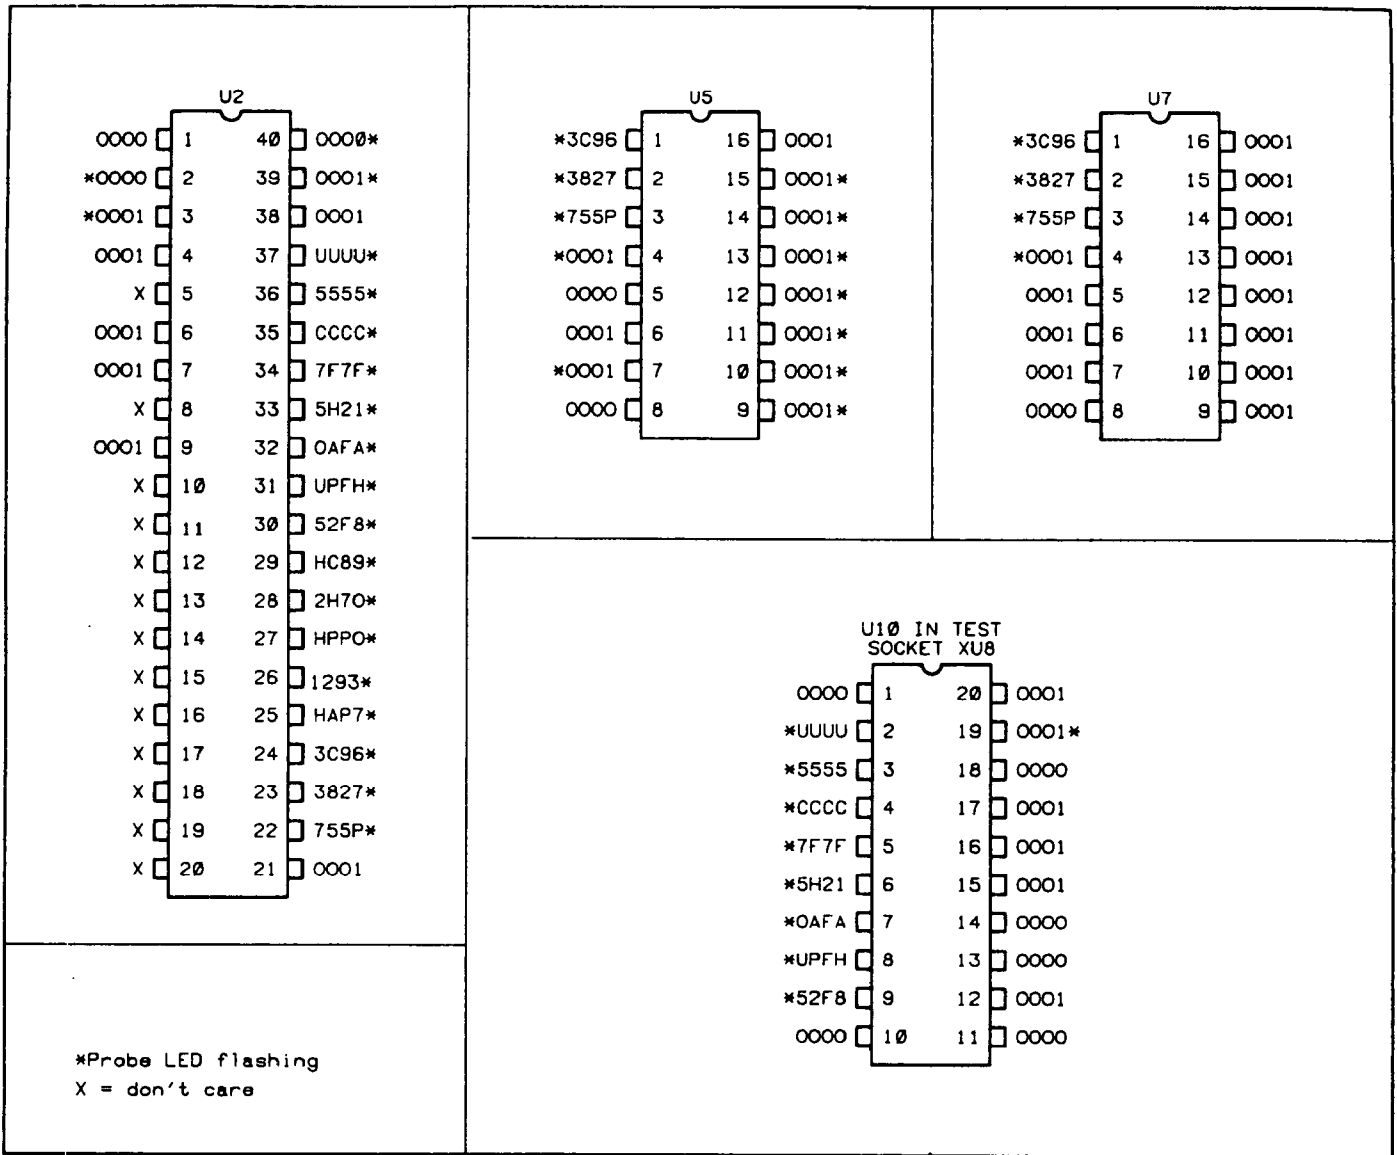 U2
0000 1 40 0000*
*0000 2 39 0001*
*0001 3 38 0001
0001 4 37 UUUU*
X 5 36 5555*
0001 6 35 CCCC*
0001 7 34 7F7F*
X 8 33 5H21*
0001 9 32 0AFA*
X 10 31 UPFH*
X 11 30 52F8*
X 12 29 HC89*
X 13 28 2H70*
X 14 27 HPP0*
X 15 26 1293*
X 16 25 HAP7*
X 17 24 3C96*
X 18 23 3827*
X 19 22 755P*
X 20 21 0001
U5
*3C96 1 16 0001
*3827 2 15 0001*
*755P 3 14 0001*
*0001 4 13 0001*
0000 5 12 0001*
0001 6 11 0001*
*0001 7 10 0001*
0000 8 9 0001*
U7
*3C96 1 16 0001
*3827 2 15 0001
*755P 3 14 0001
*0001 4 13 0001
0001 5 12 0001
0001 6 11 0001
0001 7 10 0001
0000 8 9 0001
U10 IN TEST
SOCKET XU8
0000 1 20 0001
*UUUU 2 19 0001*
*5555 3 18 0000
*CCCC 4 17 0001
*7F7F 5 16 0001
*5H21 6 15 0001
*0AFA 7 14 0000
*UPFH 8 13 0000
*52F8 9 12 0001
0000 10 11 0000
*Probe LED flashing
X = don't care